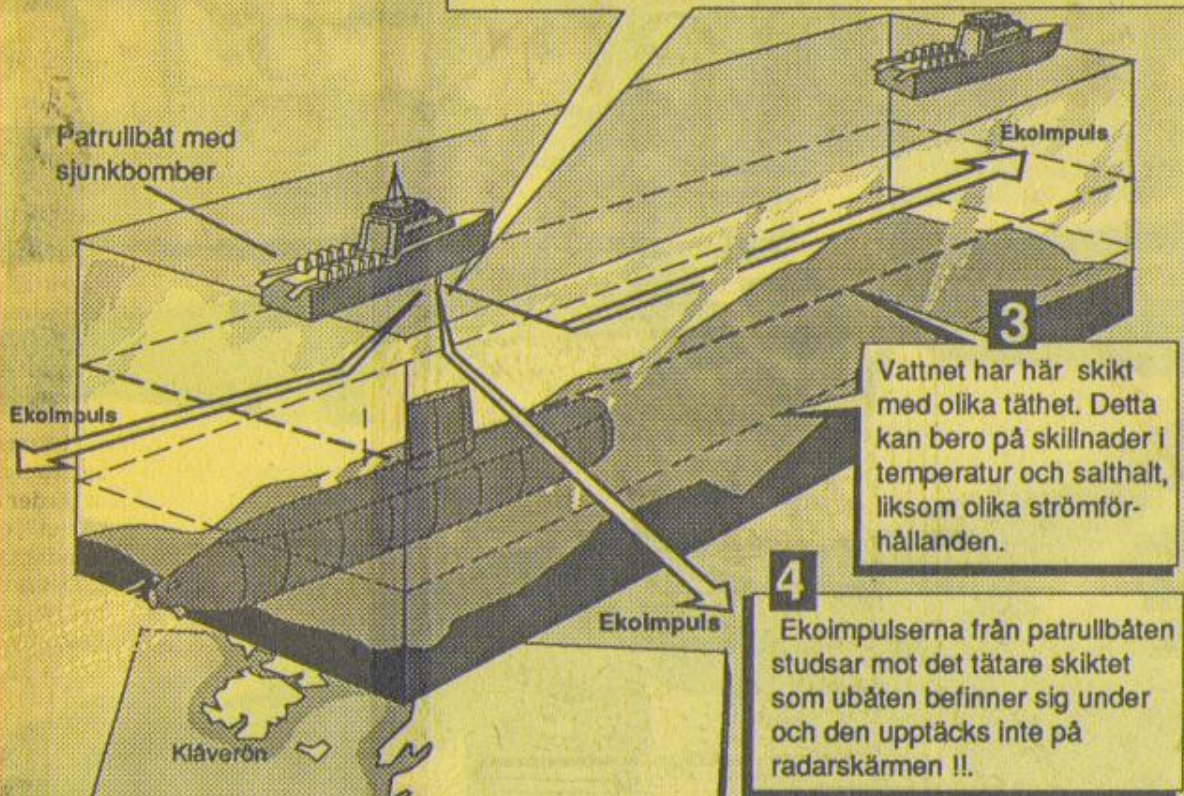 Patrullbåt med
sjunkbomber
Ekoimpuls
Ekoimpuls
3
Vattnet har här skikt
med olika täthet. Detta
kan bero på skillnader i
temperatur och salthalt,
liksom olika strömför-
hållanden.
Ekoimpuls
4
Ekoimpulserna från patrullbåten
studsar mot det tätare skiktet
som ubåten befinner sig under
och den upptäcks inte på
radarskärmen !!.
Klåverön